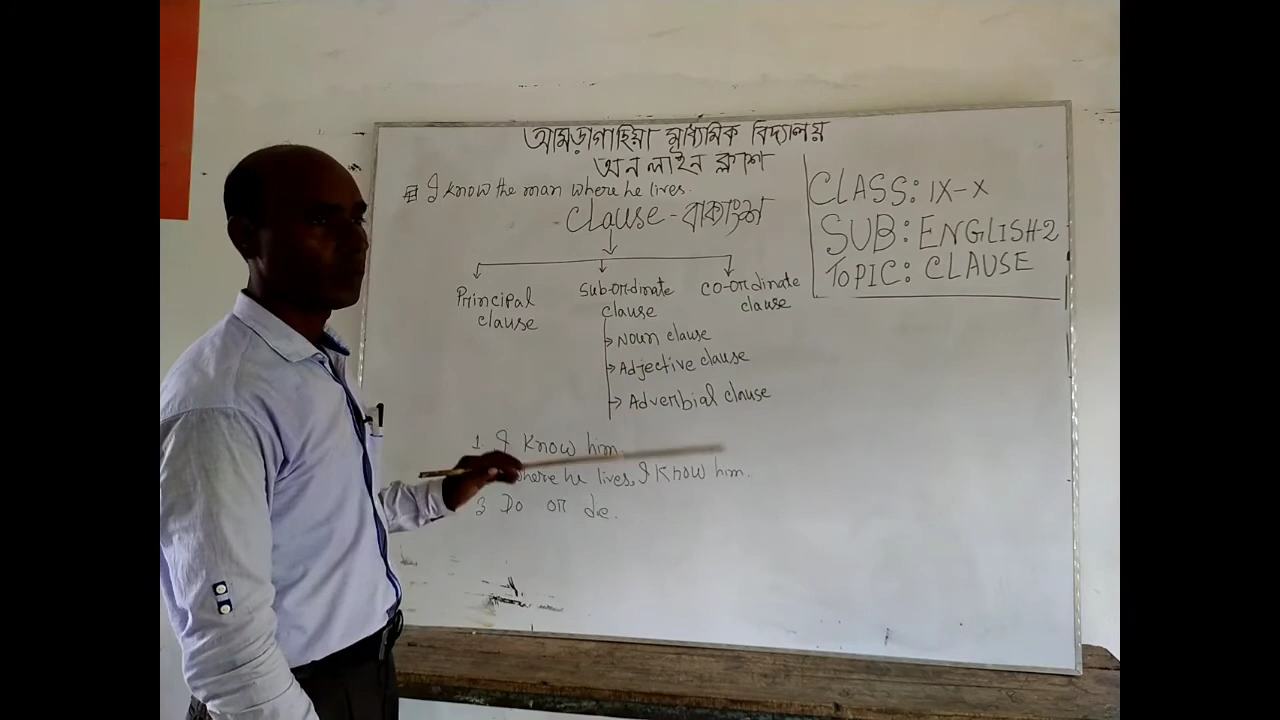 আমড়াগাছিয়া মাধ্যমিক বিদ্যালয়
অনলাইন ক্লাশ
I know the man where he lives.
Clause - বাক্যাংশ
Principal clause
Sub-ordinate clause
Co-ordinate clause
Noun clause
Adjective clause
Adverbial clause
1. I know him.
where he lives, I know him.
3 Do or die.
CLASS: IX-X
SUB: ENGLISH-2
TOPIC: CLAUSE